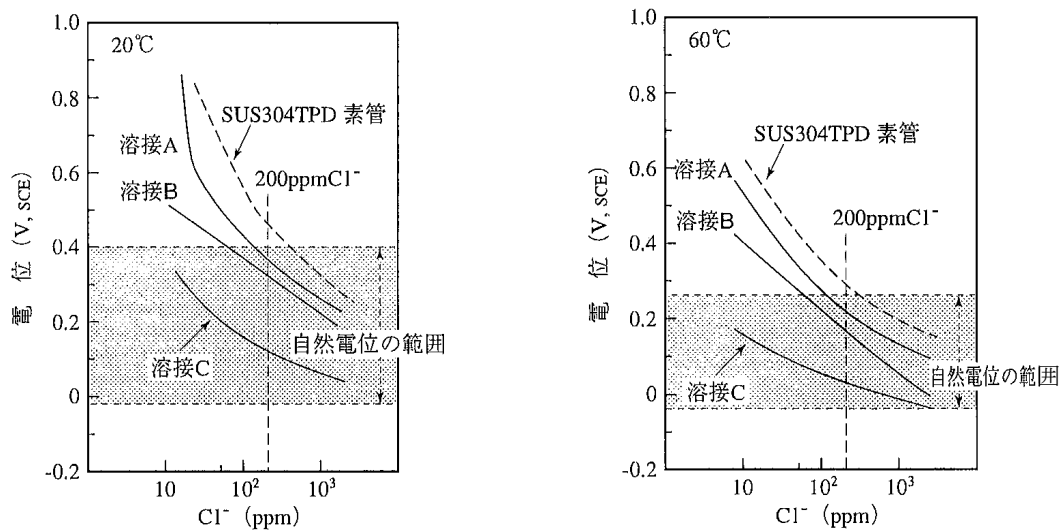 1.0
20℃
0.8
SUS304TPD 素管
溶接A
0.6
溶接B
200ppmCl⁻
0.4
電 位 (V, SCE)
0.2
自然電位の範囲
溶接C
0
-0.2
10
10²
10³
Cl⁻ (ppm)
1.0
60℃
0.8
SUS304TPD 素管
0.6
溶接A
溶接B
200ppmCl⁻
0.4
電 位 (V, SCE)
0.2
自然電位の範囲
溶接C
0
-0.2
10
10²
10³
Cl⁻ (ppm)